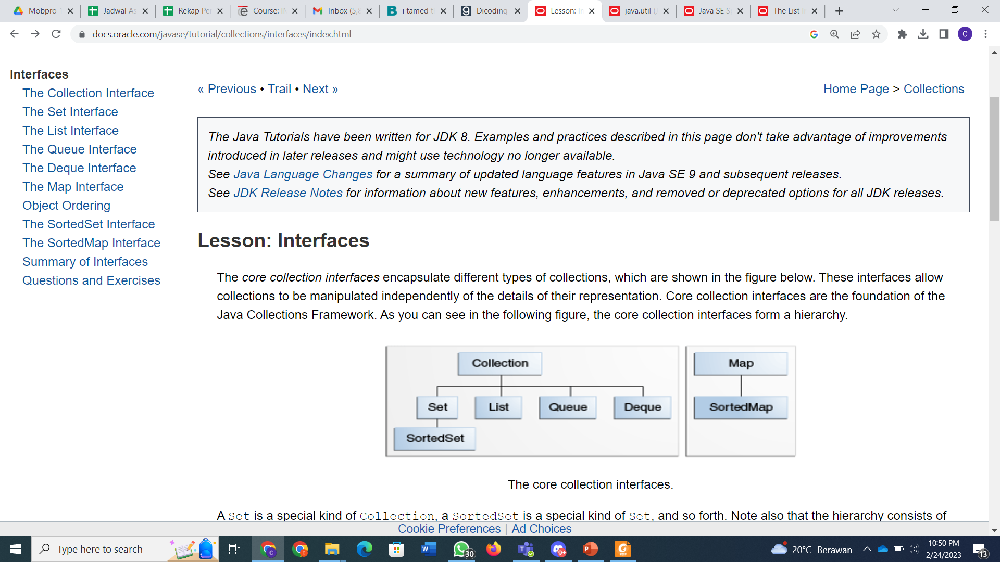 Mobpro
Jadwal As
Rekap Per
Course: IM
Inbox (5,8
i tamed th
Dicoding
Lesson: In
java.util (J
Java SE Sp
The List In
docs.oracle.com/javase/tutorial/collections/interfaces/index.html
C
Interfaces
The Collection Interface
The Set Interface
The List Interface
The Queue Interface
The Deque Interface
The Map Interface
Object Ordering
The SortedSet Interface
The SortedMap Interface
Summary of Interfaces
Questions and Exercises
« Previous • Trail • Next »
Home Page > Collections
The Java Tutorials have been written for JDK 8. Examples and practices described in this page don't take advantage of improvements
introduced in later releases and might use technology no longer available.
See Java Language Changes for a summary of updated language features in Java SE 9 and subsequent releases.
See JDK Release Notes for information about new features, enhancements, and removed or deprecated options for all JDK releases.
Lesson: Interfaces
The core collection interfaces encapsulate different types of collections, which are shown in the figure below. These interfaces allow
collections to be manipulated independently of the details of their representation. Core collection interfaces are the foundation of the
Java Collections Framework. As you can see in the following figure, the core collection interfaces form a hierarchy.
Collection
Map
Set
List
Queue
Deque
SortedMap
SortedSet
The core collection interfaces.
A Set is a special kind of Collection, a SortedSet is a special kind of Set, and so forth. Note also that the hierarchy consists of
Cookie Preferences | Ad Choices
Type here to search
30
9+
20°C Berawan
10:50 PM
2/24/2023
13